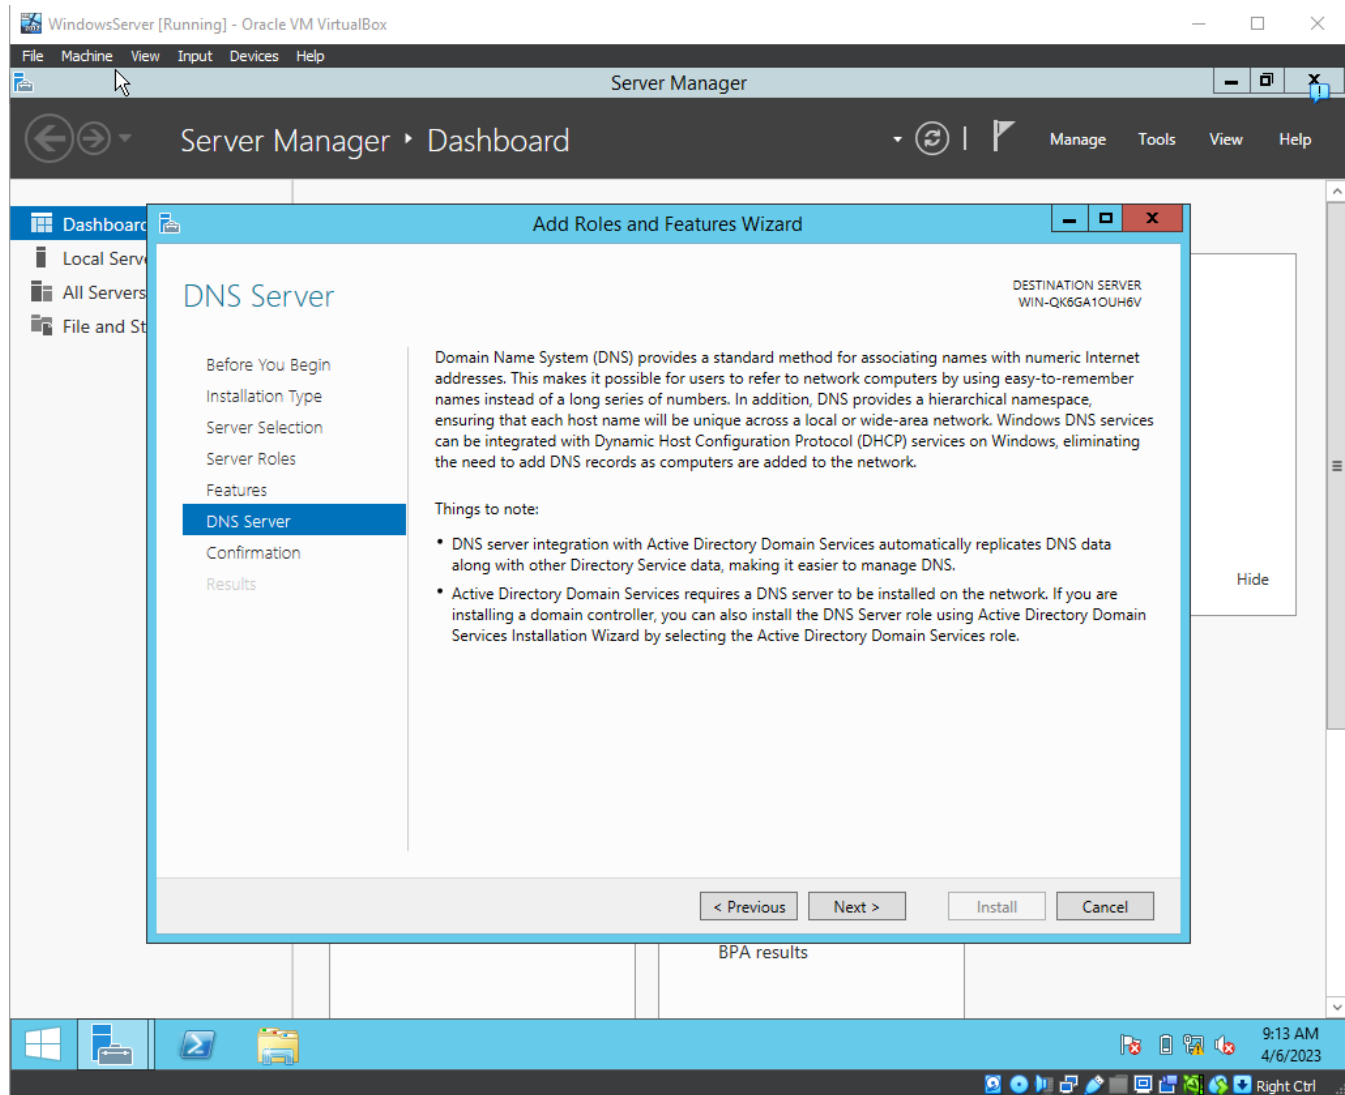 WindowsServer [Running] - Oracle VM VirtualBox
File Machine View Input Devices Help
Server Manager
Server Manager • Dashboard
Manage Tools View Help
Dashboard
Local Serv
All Servers
File and St
Add Roles and Features Wizard
DNS Server
DESTINATION SERVER
WIN-QK6GA1OUH6V
Before You Begin
Installation Type
Server Selection
Server Roles
Features
DNS Server
Confirmation
Results
Domain Name System (DNS) provides a standard method for associating names with numeric Internet
addresses. This makes it possible for users to refer to network computers by using easy-to-remember
names instead of a long series of numbers. In addition, DNS provides a hierarchical namespace,
ensuring that each host name will be unique across a local or wide-area network. Windows DNS services
can be integrated with Dynamic Host Configuration Protocol (DHCP) services on Windows, eliminating
the need to add DNS records as computers are added to the network.
Things to note:
• DNS server integration with Active Directory Domain Services automatically replicates DNS data
along with other Directory Service data, making it easier to manage DNS.
• Active Directory Domain Services requires a DNS server to be installed on the network. If you are
installing a domain controller, you can also install the DNS Server role using Active Directory Domain
Services Installation Wizard by selecting the Active Directory Domain Services role.
Hide
< Previous Next > Install Cancel
BPA results
9:13 AM
4/6/2023
Right Ctrl